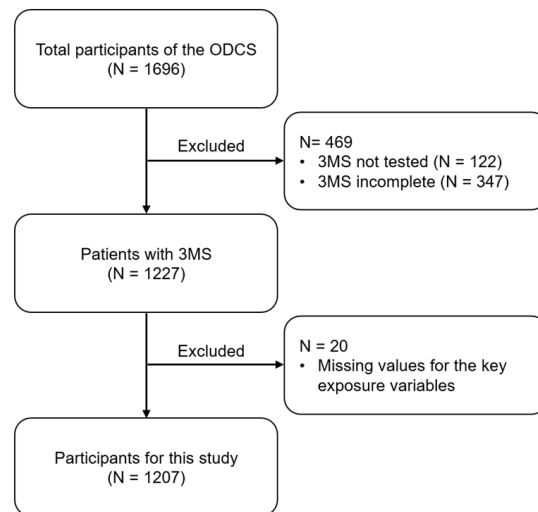 Total participants of the ODCS
(N = 1696)
Excluded
N= 469
• 3MS not tested (N = 122)
• 3MS incomplete (N = 347)
Patients with 3MS
(N = 1227)
Excluded
N = 20
• Missing values for the key
exposure variables
Participants for this study
(N = 1207)